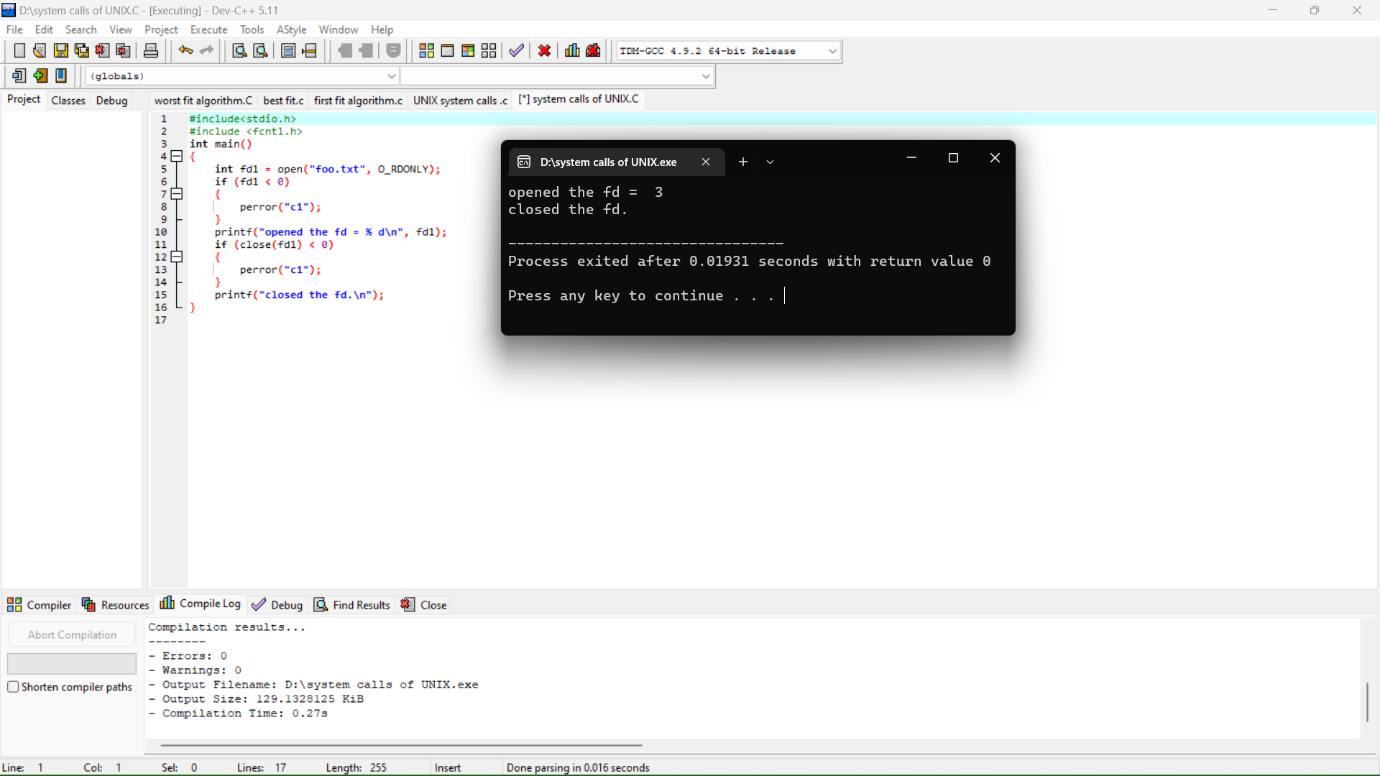 D:\system calls of UNIX.C - [Executing] - Dev-C++ 5.11
File Edit Search View Project Execute Tools AStyle Window Help
TDM-GCC 4.9.2 64-bit Release
(globals)
Project Classes Debug
worst fit algorithm.C best fit.c first fit algorithm.c UNIX system calls .c [*] system calls of UNIX.C
1 #include<stdio.h>
2 #include <fcntl.h>
3 int main()
4 {
5 int fd1 = open("foo.txt", O_RDONLY);
6 if (fd1 < 0)
7 {
8 perror("c1");
9 }
10 printf("opened the fd = % d\n", fd1);
11 if (close(fd1) < 0)
12 {
13 perror("c1");
14 }
15 printf("closed the fd.\n");
16 }
17
D:\system calls of UNIX.exe
opened the fd =  3
closed the fd.
--------------------------------
Process exited after 0.01931 seconds with return value 0
Press any key to continue . . .
Compiler Resources Compile Log Debug Find Results Close
Abort Compilation
Shorten compiler paths
Compilation results...
--------
- Errors: 0
- Warnings: 0
- Output Filename: D:\system calls of UNIX.exe
- Output Size: 129.1328125 KiB
- Compilation Time: 0.27s
Line: 1 Col: 1 Sel: 0 Lines: 17 Length: 255 Insert Done parsing in 0.016 seconds